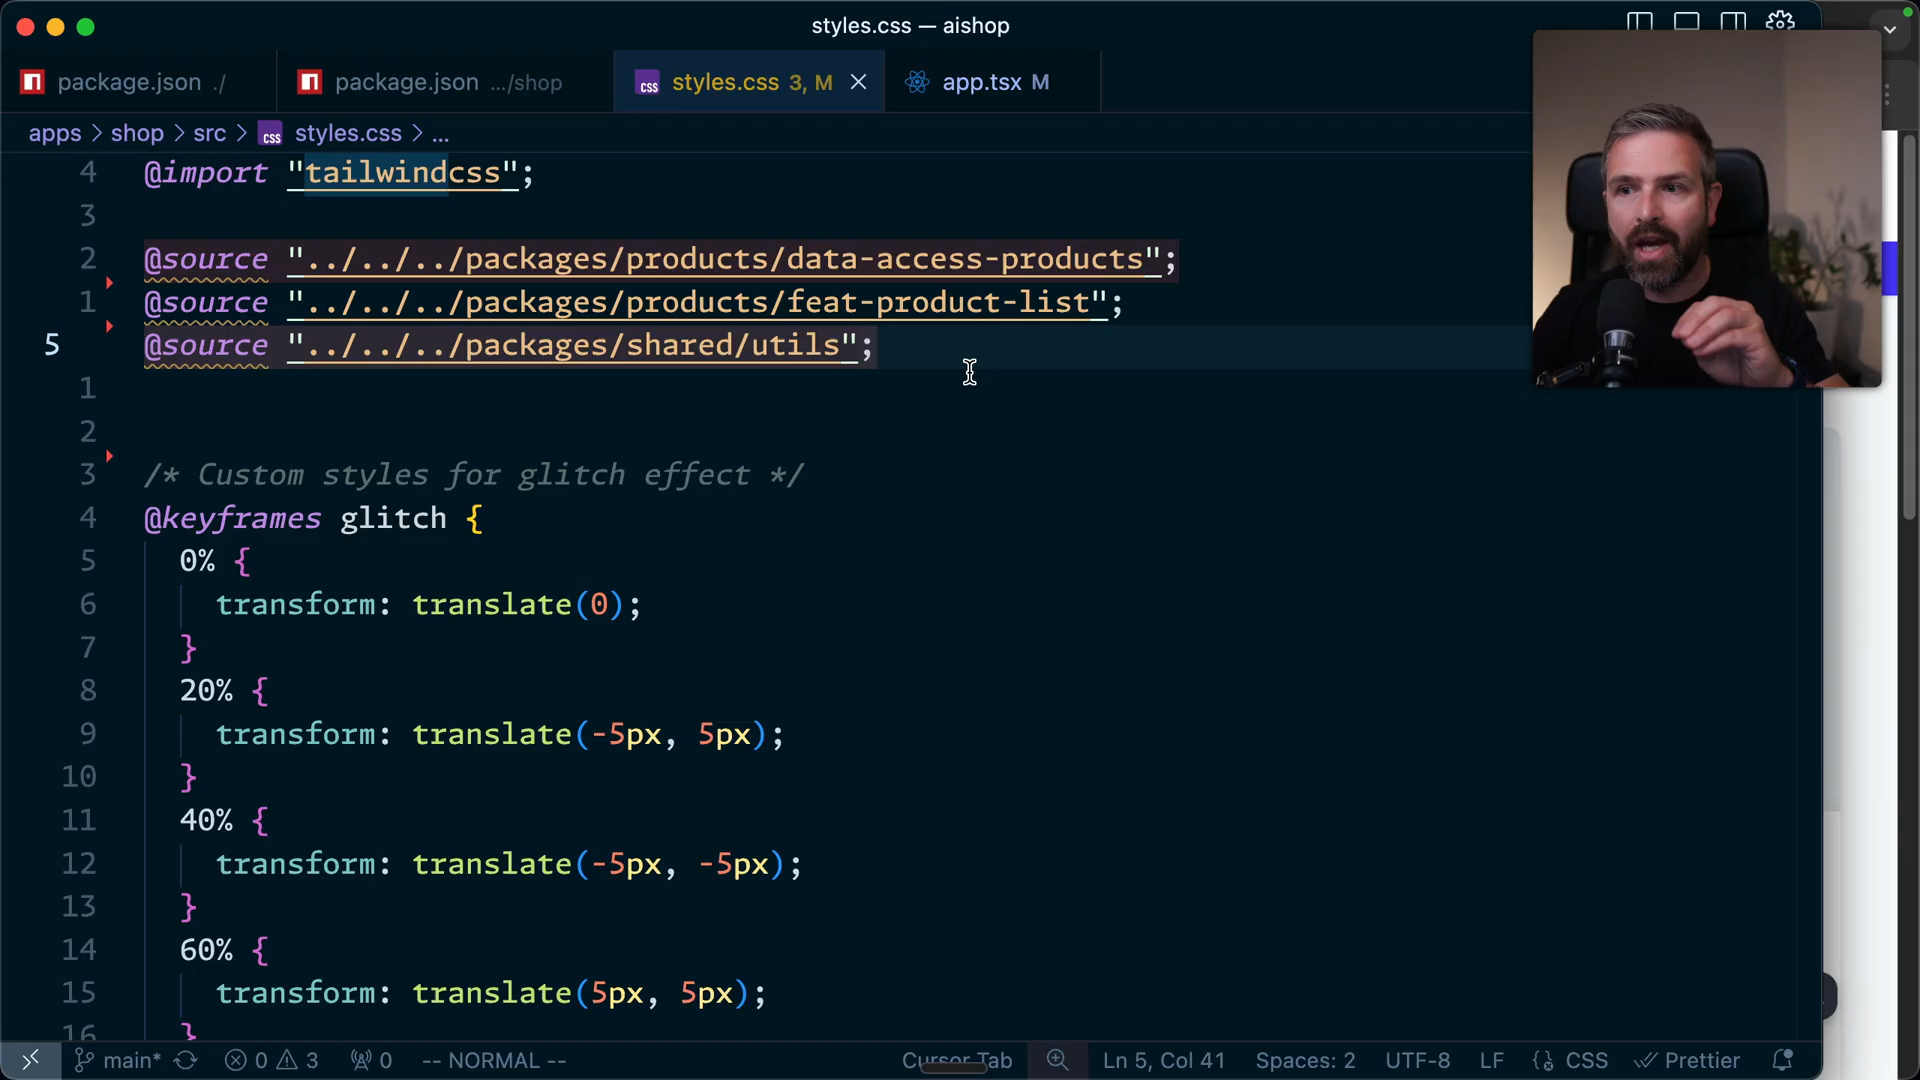 styles.css — aishop
package.json ./
package.json .../shop
styles.css 3, M
app.tsx M
apps > shop > src > styles.css > ...
4 @import "tailwindcss";
3
2 @source "../../../packages/products/data-access-products";
1 @source "../../../packages/products/feat-product-list";
5 @source "../../../packages/shared/utils";
1
2
3 /* Custom styles for glitch effect */
4 @keyframes glitch {
5 0% {
6 transform: translate(0);
7 }
8 20% {
9 transform: translate(-5px, 5px);
10 }
11 40% {
12 transform: translate(-5px, -5px);
13 }
14 60% {
15 transform: translate(5px, 5px);
16 }
main* 0 3 0 -- NORMAL -- Cursor Tab Ln 5, Col 41 Spaces: 2 UTF-8 LF CSS Prettier